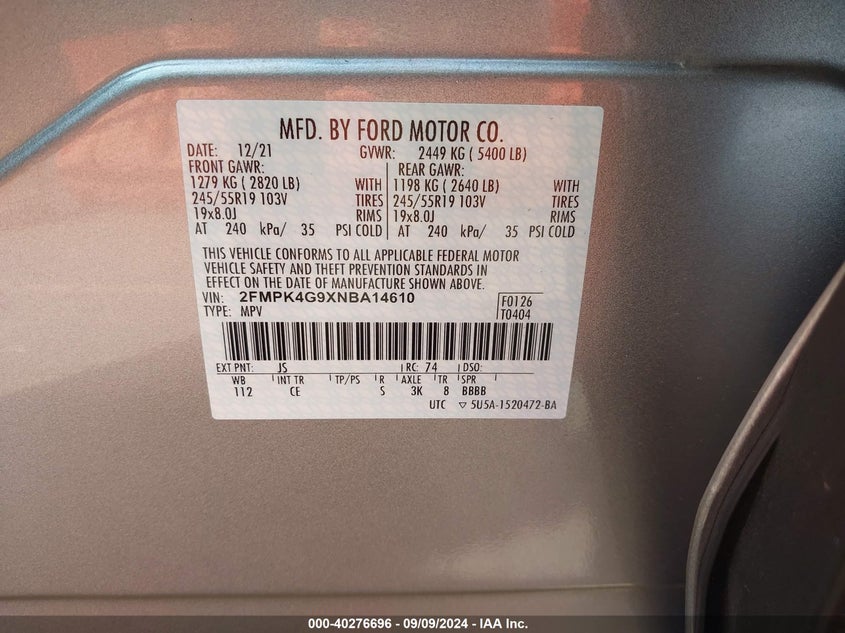 MFD. BY FORD MOTOR CO.
DATE: 12/21 GVWR: 2449 KG ( 5400 LB)
FRONT GAWR: REAR GAWR:
1279 KG ( 2820 LB) WITH 1198 KG ( 2640 LB) WITH
245/55R19 103V TIRES 245/55R19 103V TIRES
19x8.0J RIMS 19x8.0J RIMS
AT 240 kPa/ 35 PSI COLD AT 240 kPa/ 35 PSI COLD
THIS VEHICLE CONFORMS TO ALL APPLICABLE FEDERAL MOTOR
VEHICLE SAFETY AND THEFT PREVENTION STANDARDS IN
EFFECT ON THE DATE OF MANUFACTURE SHOWN ABOVE.
VIN: 2FMPK4G9XNBA14610 F0126
TYPE: MPV T0404
EXT PNT: JS RC: 74 DSO:
WB INT TR TP/PS R AXLE TR SPR
112 CE S 3K 8 BBBB
UTC ▽ 5U5A-1520472-BA
000-40276696 - 09/09/2024 - IAA Inc.